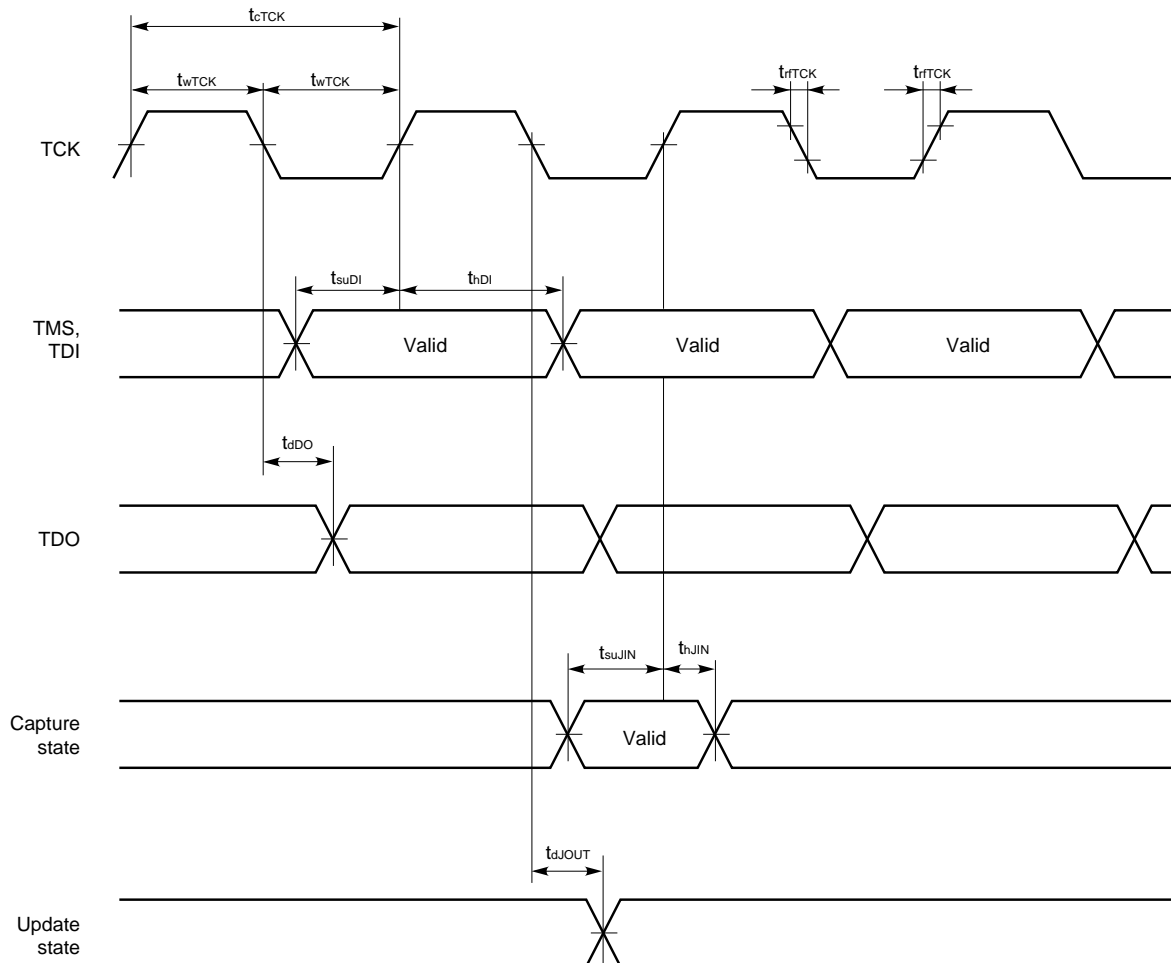 tcTCK
twTCK twTCK trfTCK trfTCK
TCK
tsuDI thDI
TMS,
TDI
Valid Valid Valid
tdDO
TDO
tsuJIN thJIN
Capture
state
Valid
tdJOUT
Update
state